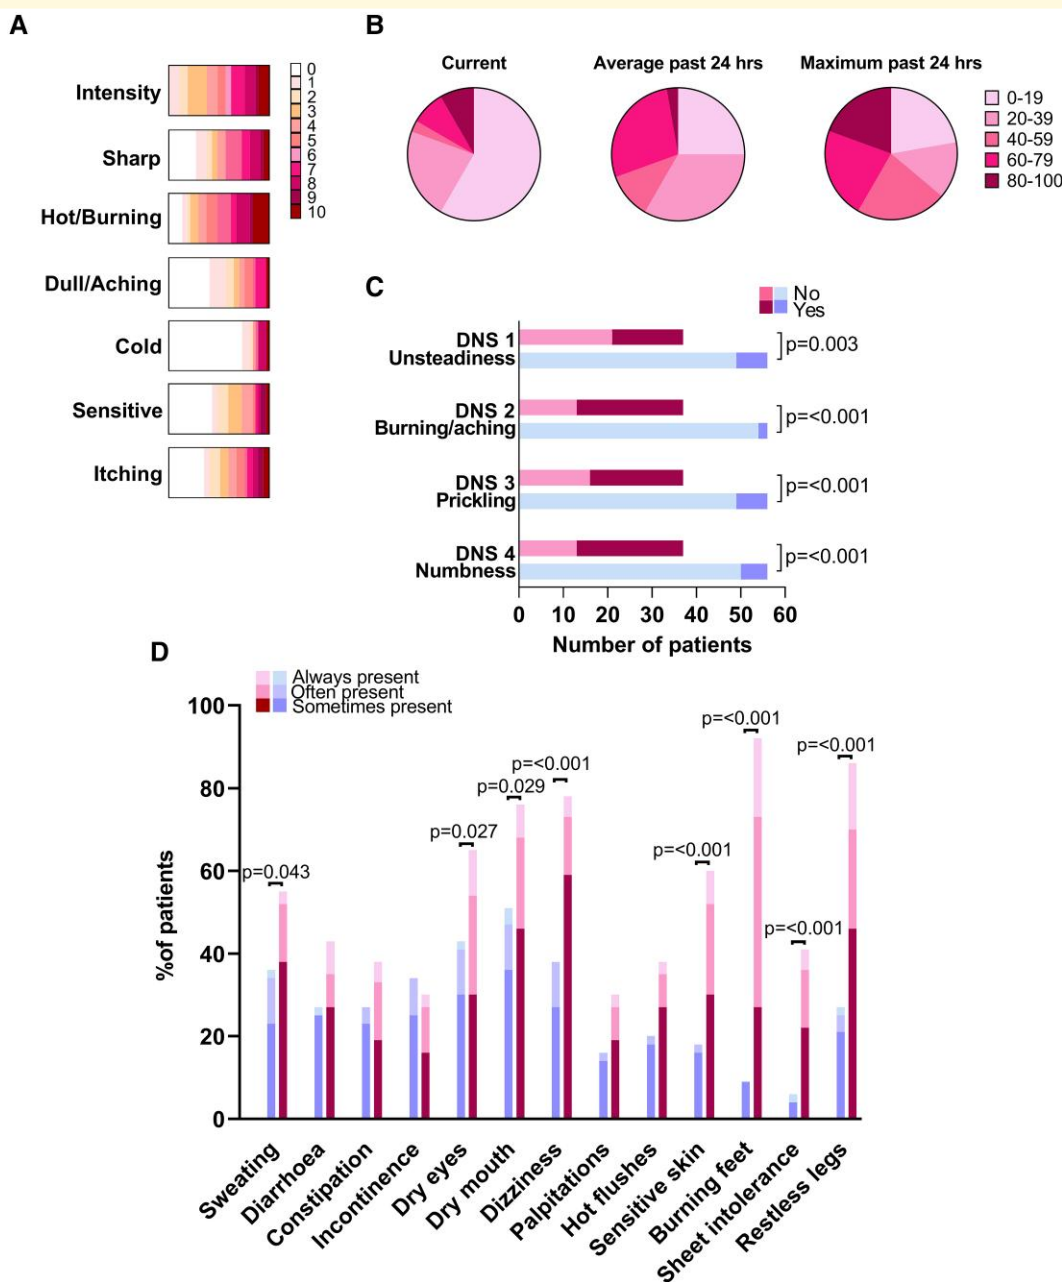 A
Intensity
Sharp
Hot/Burning
Dull/Aching
Cold
Sensitive
Itching
0
1
2
3
4
5
6
7
8
9
10
B
Current
Average past 24 hrs
Maximum past 24 hrs
0-19
20-39
40-59
60-79
80-100
C
No
Yes
DNS 1
Unsteadiness
p=0.003
DNS 2
Burning/aching
p=<0.001
DNS 3
Prickling
p=<0.001
DNS 4
Numbness
p=<0.001
0 10 20 30 40 50 60
Number of patients
D
Always present
Often present
Sometimes present
%of patients
100
80
60
40
20
0
p=0.043
p=0.027
p=0.029
p=<0.001
p=<0.001
p=<0.001
p=<0.001
p=<0.001
Sweating
Diarrhoea
Constipation
Incontinence
Dry eyes
Dry mouth
Dizziness
Palpitations
Hot flushes
Sensitive skin
Burning feet
Sheet intolerance
Restless legs